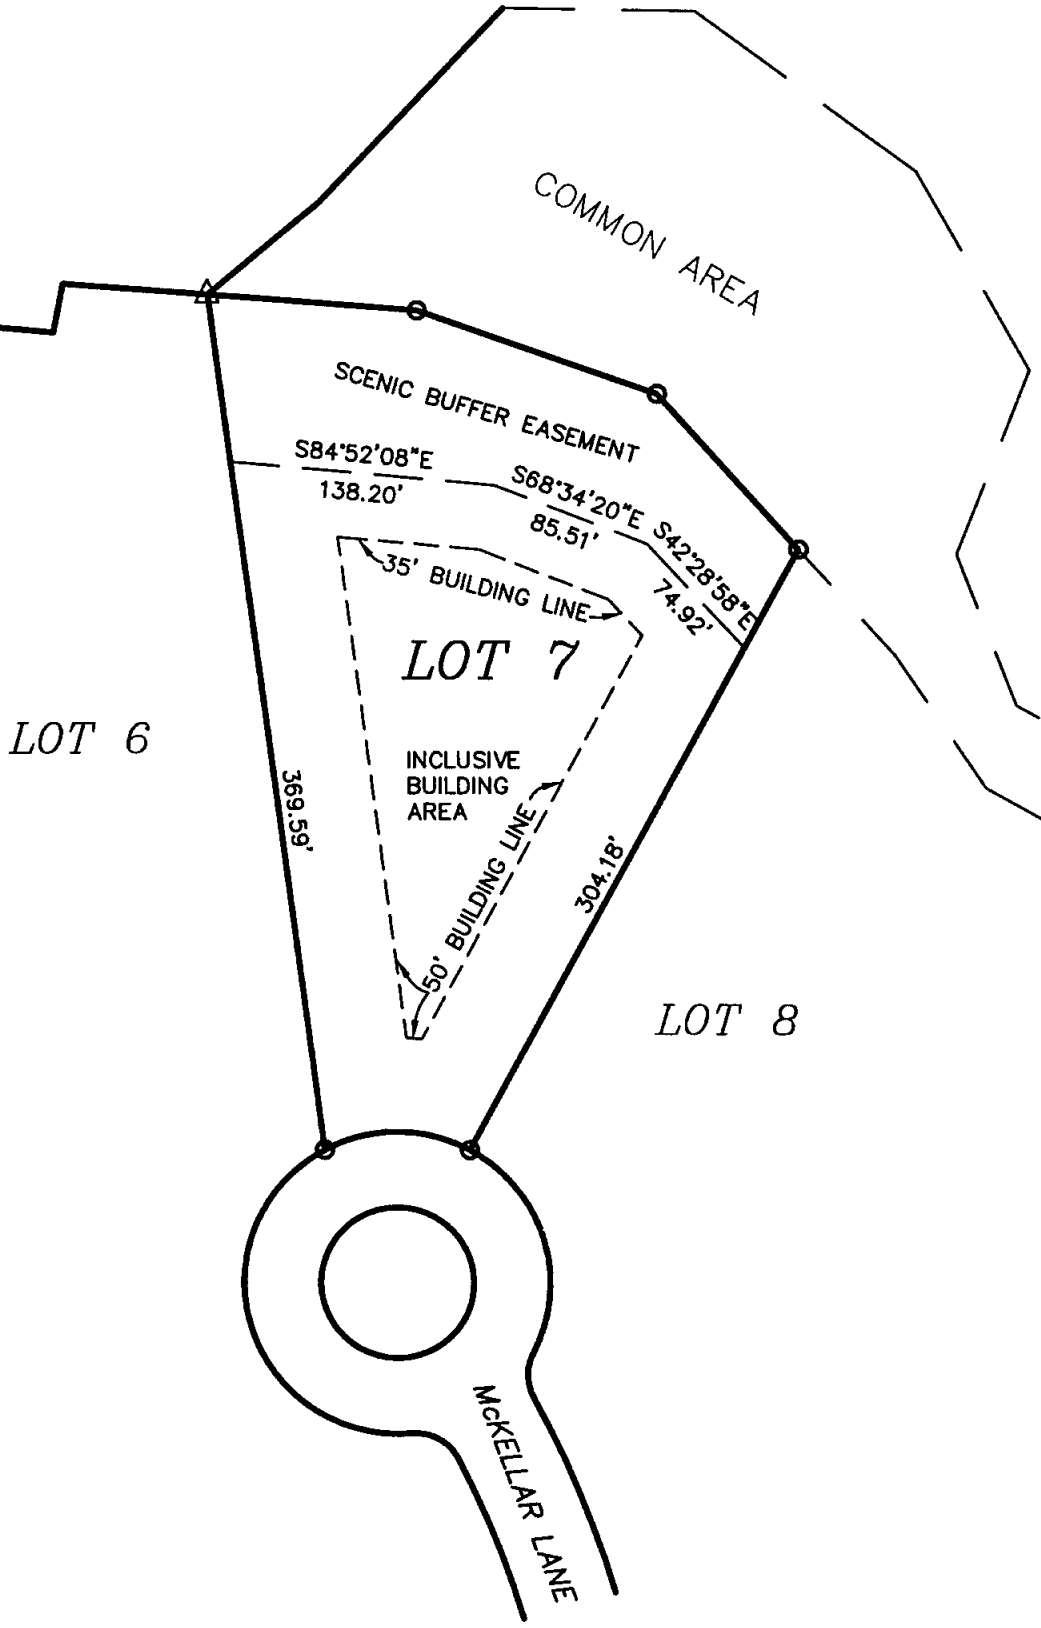 COMMON AREA
SCENIC BUFFER EASEMENT
S84°52'08"E
138.20'
S68°34'20"E
85.51'
S42°28'58"E
74.92'
35' BUILDING LINE
LOT 7
LOT 6
INCLUSIVE
BUILDING
AREA
369.59'
50' BUILDING LINE
304.18'
LOT 8
McKELLAR LANE